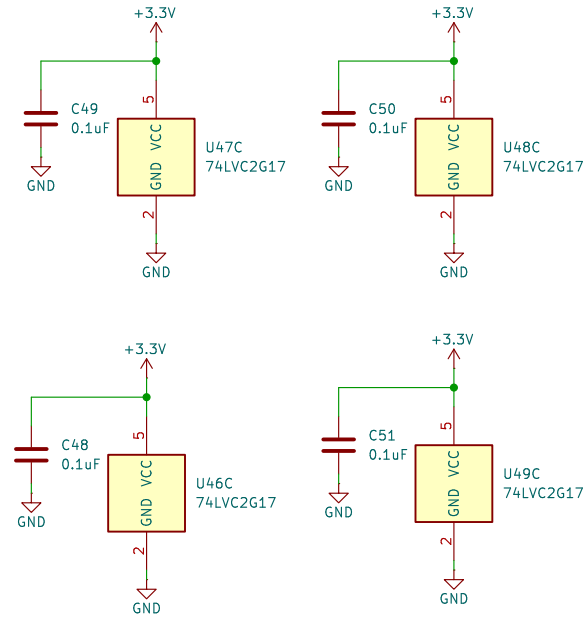 +3.3V
C49
0.1uF
GND
5
VCC
GND
2
U47C
74LVC2G17
GND
+3.3V
C50
0.1uF
GND
5
VCC
GND
2
U48C
74LVC2G17
GND
+3.3V
C48
0.1uF
GND
5
VCC
GND
2
U46C
74LVC2G17
GND
+3.3V
C51
0.1uF
GND
5
VCC
GND
2
U49C
74LVC2G17
GND